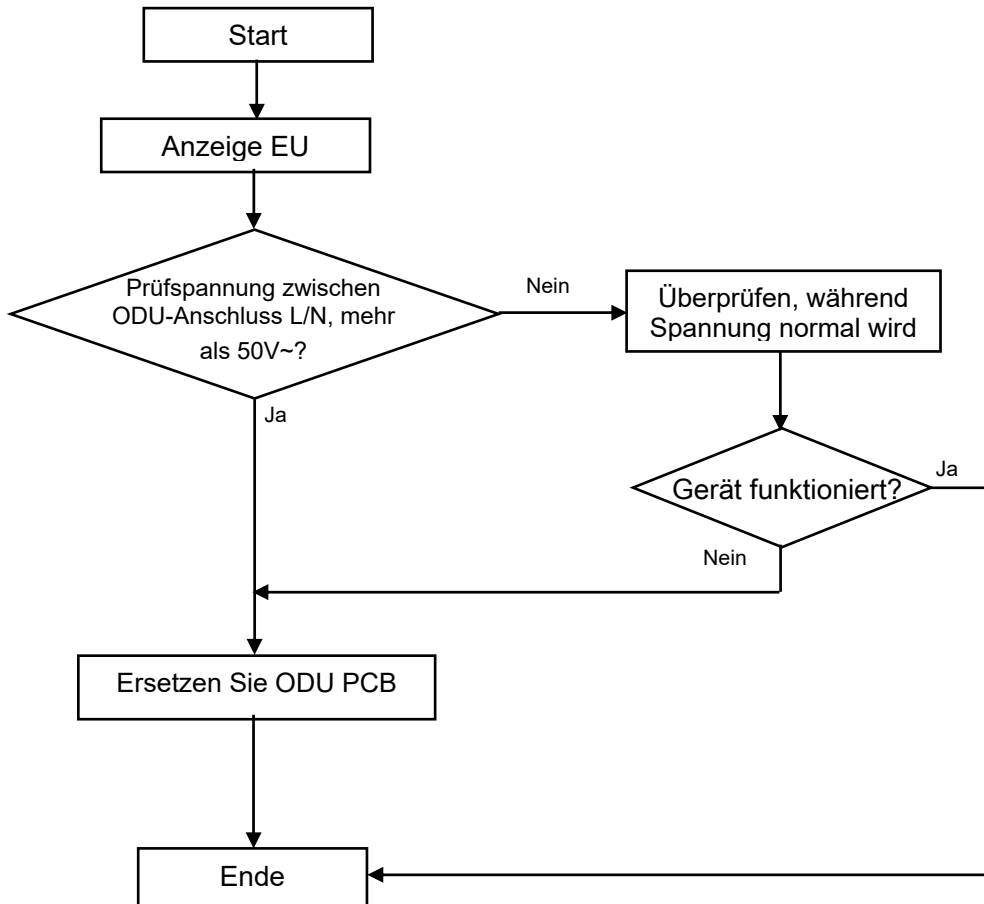 Start
Anzeige EU
Prüfspannung zwischen
ODU-Anschluss L/N, mehr
als 50V~?
Nein
Überprüfen, während
Spannung normal wird
Ja
Gerät funktioniert?
Ja
Nein
Ersetzen Sie ODU PCB
Ende